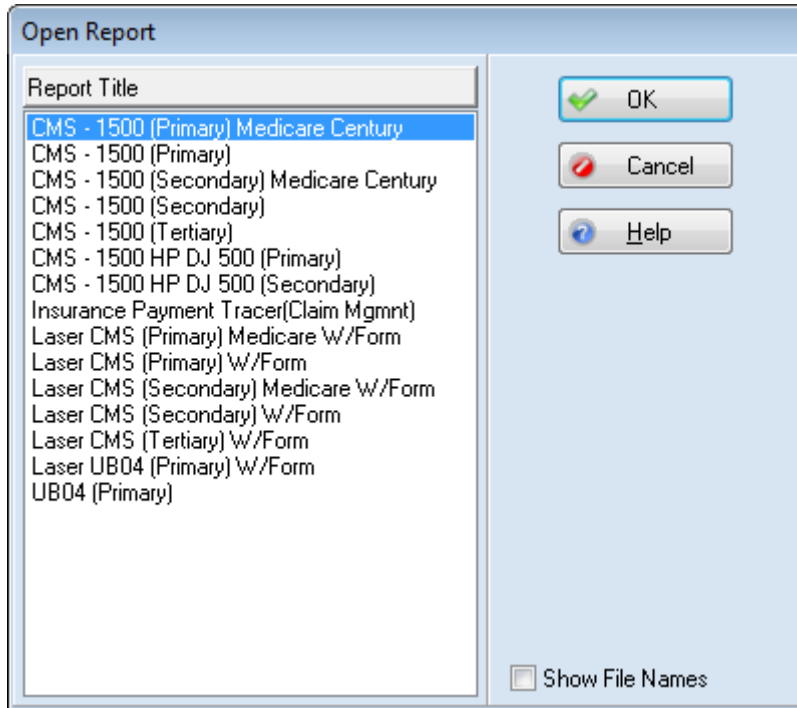 Open Report
Report Title
CMS - 1500 (Primary) Medicare Century
CMS - 1500 (Primary)
CMS - 1500 (Secondary) Medicare Century
CMS - 1500 (Secondary)
CMS - 1500 (Tertiary)
CMS - 1500 HP DJ 500 (Primary)
CMS - 1500 HP DJ 500 (Secondary)
Insurance Payment Tracer(Claim Mgmnt)
Laser CMS (Primary) Medicare W/Form
Laser CMS (Primary) W/Form
Laser CMS (Secondary) Medicare W/Form
Laser CMS (Secondary) W/Form
Laser CMS (Tertiary) W/Form
Laser UB04 (Primary) W/Form
UB04 (Primary)
OK
Cancel
Help
Show File Names